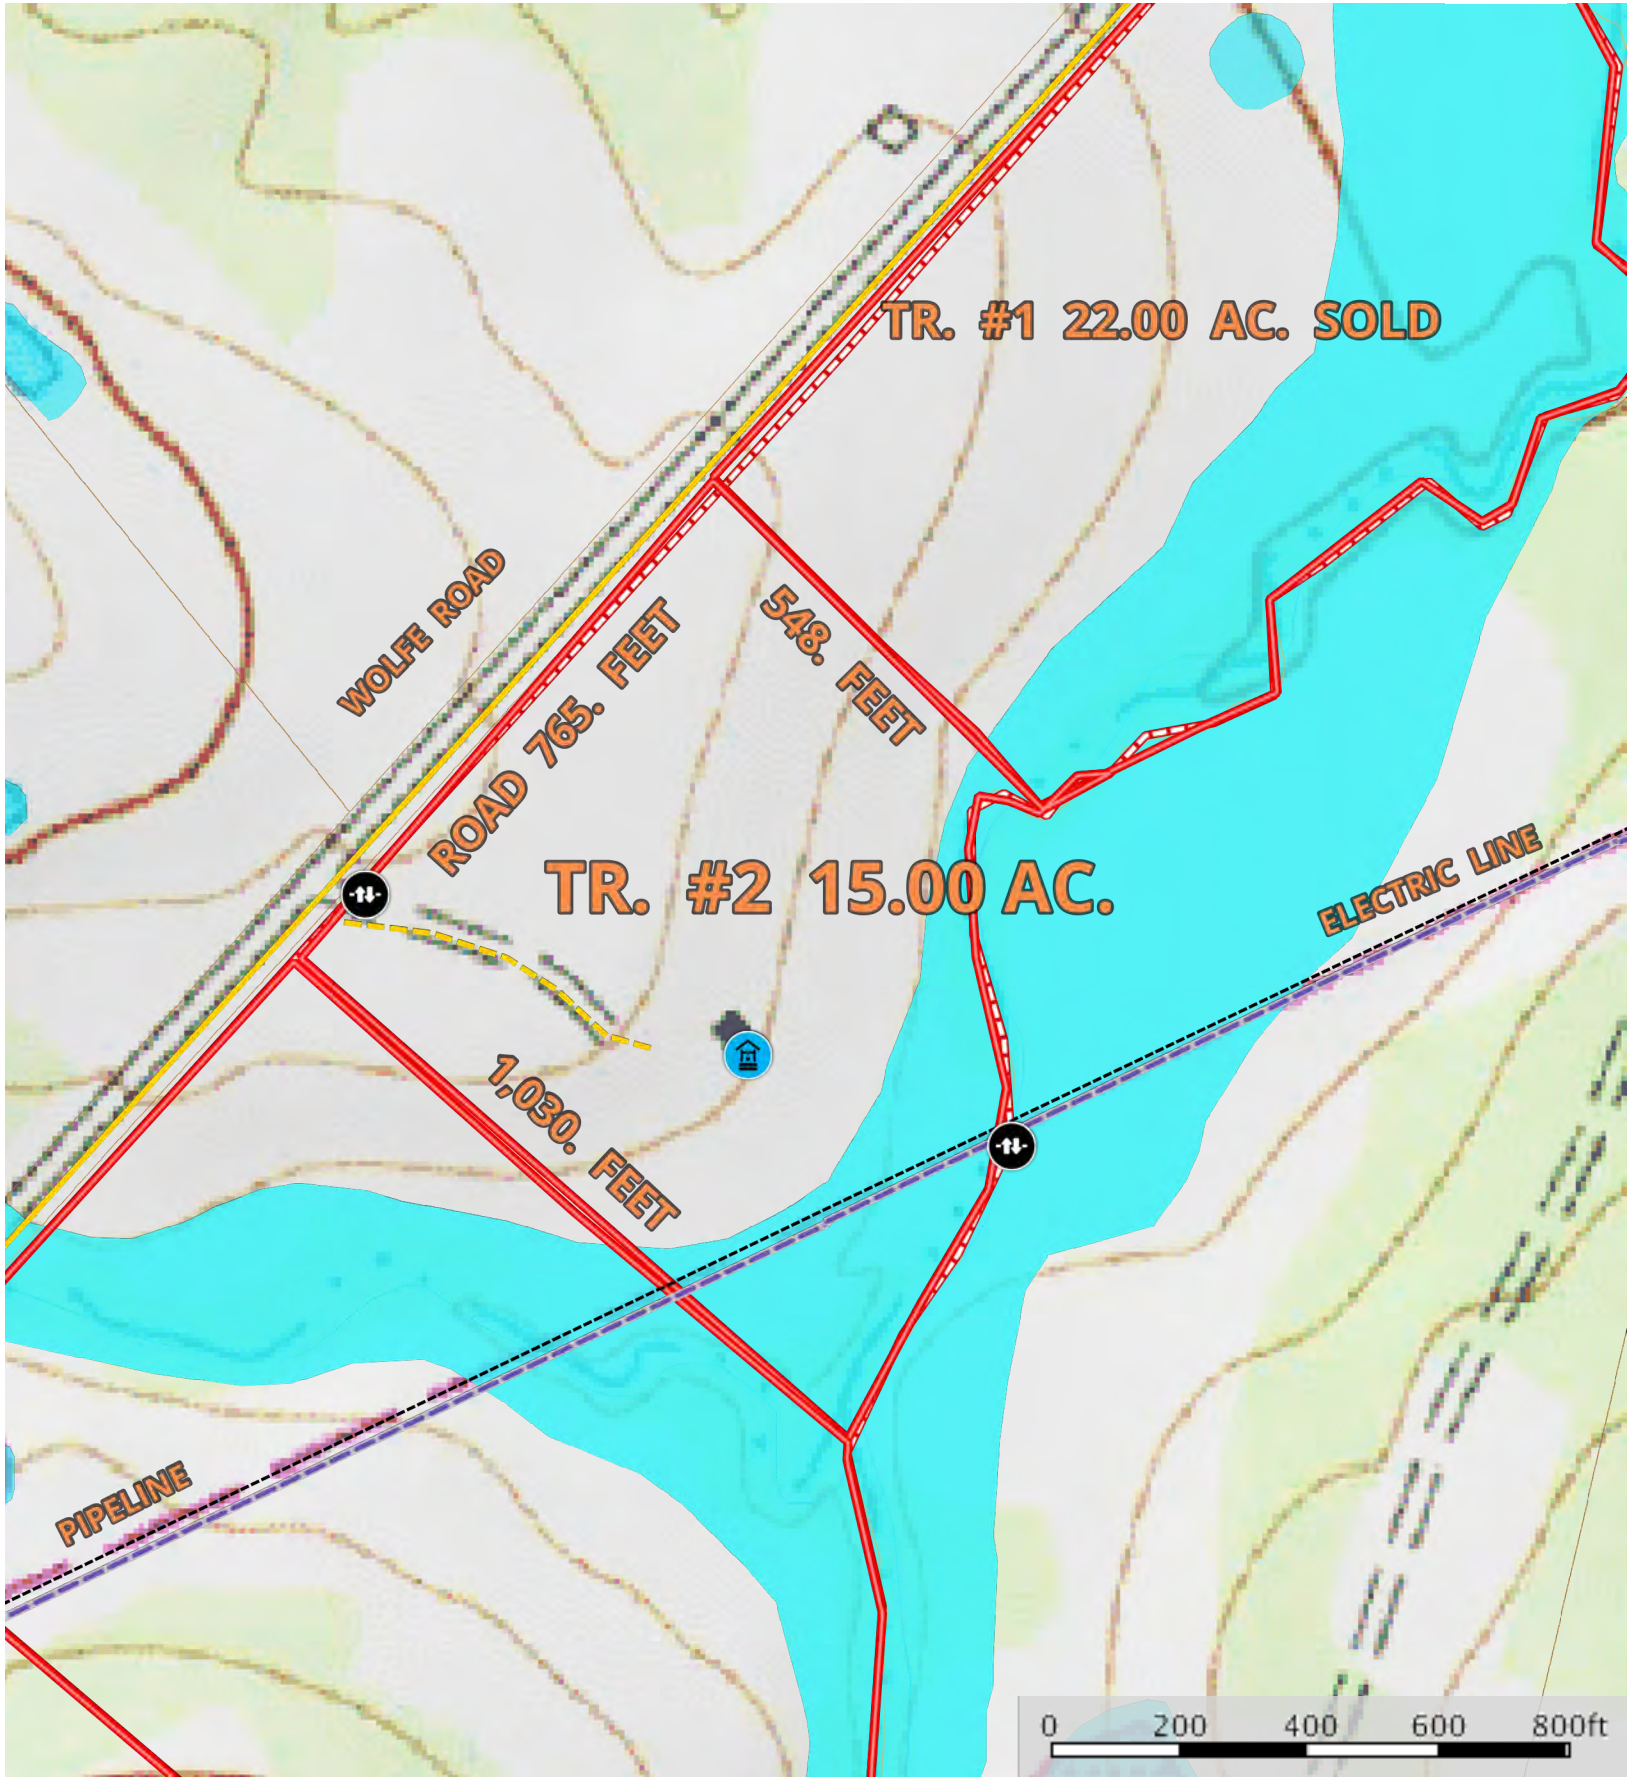 TR. #1 22.00 AC. SOLD
WOLFE ROAD
ROAD 765. FEET
548. FEET
TR. #2 15.00 AC.
ELECTRIC LINE
1,030. FEET
PIPELINE
0 200 400 600 800ft